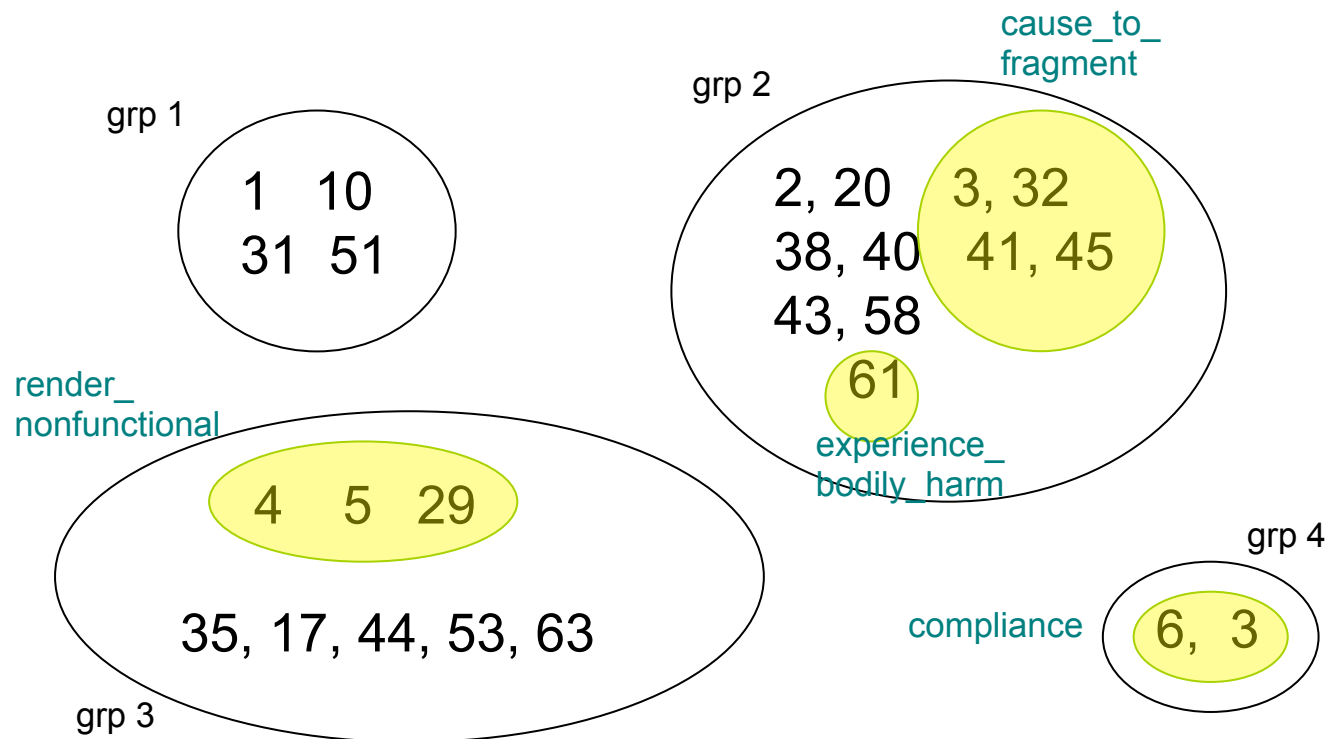 grp 1
1 10
31 51
grp 2
cause_to_
fragment
2, 20 3, 32
38, 40 41, 45
43, 58
61
experience_
bodily_harm
render_
nonfunctional
4 5 29
35, 17, 44, 53, 63
grp 3
grp 4
compliance
6, 3